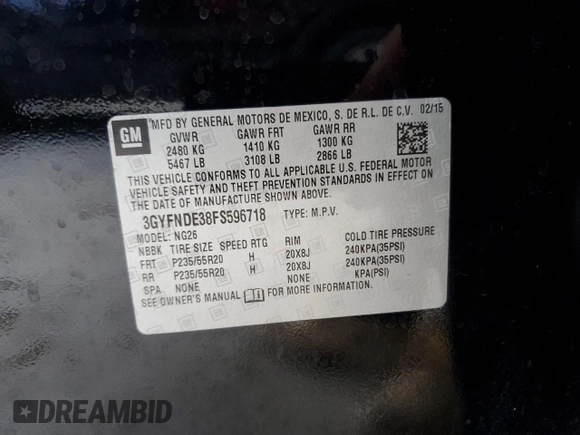 MFD BY GENERAL MOTORS DE MEXICO, S. DE R.L. DE C.V. 02/15
GM
GVWR GAWR FRT GAWR RR
2480 KG 1410 KG 1300 KG
5467 LB 3108 LB 2866 LB
THIS VEHICLE CONFORMS TO ALL APPLICABLE U.S. FEDERAL MOTOR
VEHICLE SAFETY AND THEFT PREVENTION STANDARDS IN EFFECT
ON THE DATE OF MANUFACTURE SHOWN ABOVE.
3GYFNDE38FS596718 TYPE: M.P.V.
MODEL: NG26
NBBK TIRE SIZE SPEED RTG RIM COLD TIRE PRESSURE
FRT P235/55R20 H 20X8J 240KPA(35PSI)
RR P235/55R20 H 20X8J 240KPA(35PSI)
SPA NONE NONE KPA(PSI)
SEE OWNER'S MANUAL FOR MORE INFORMATION.
DREAMBID